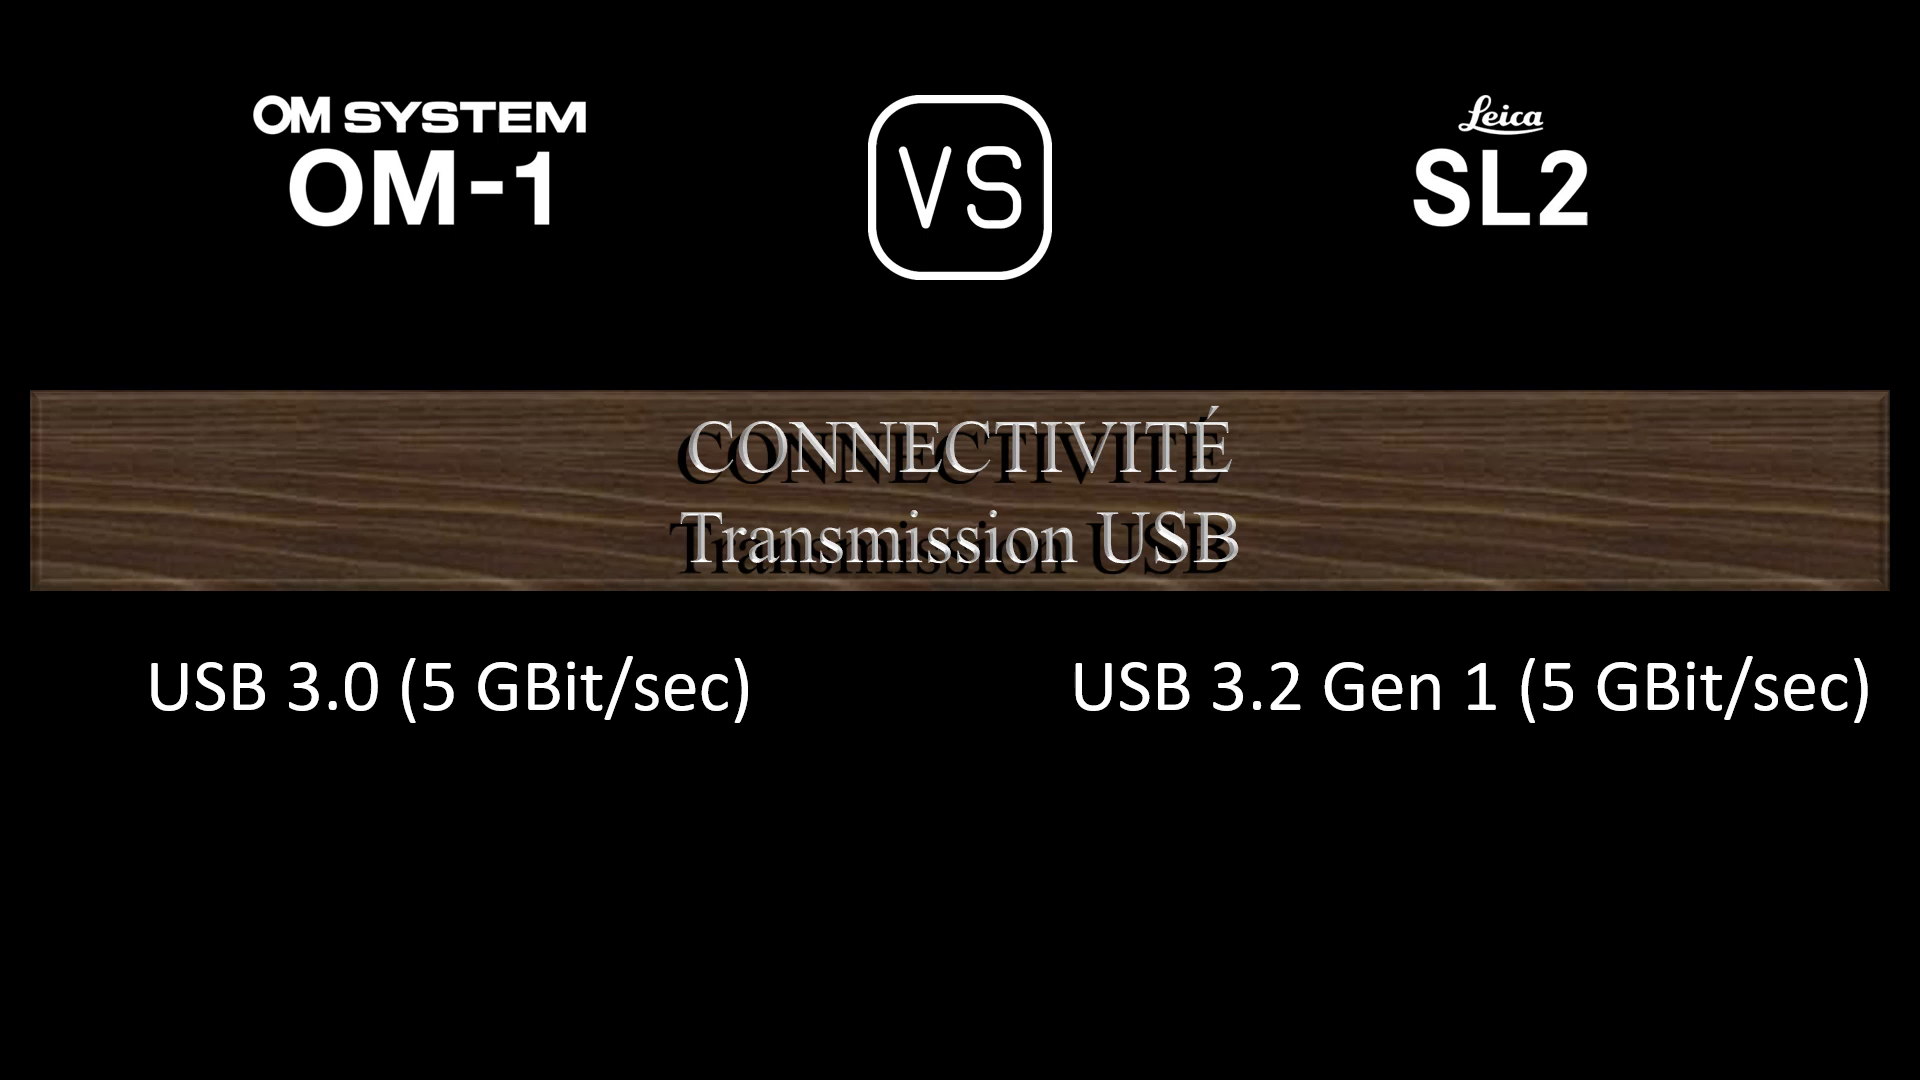 OM SYSTEM
OM-1
VS
Leica
SL2
CONNECTIVITÉ
Transmission USB
USB 3.0 (5 GBit/sec)
USB 3.2 Gen 1 (5 GBit/sec)